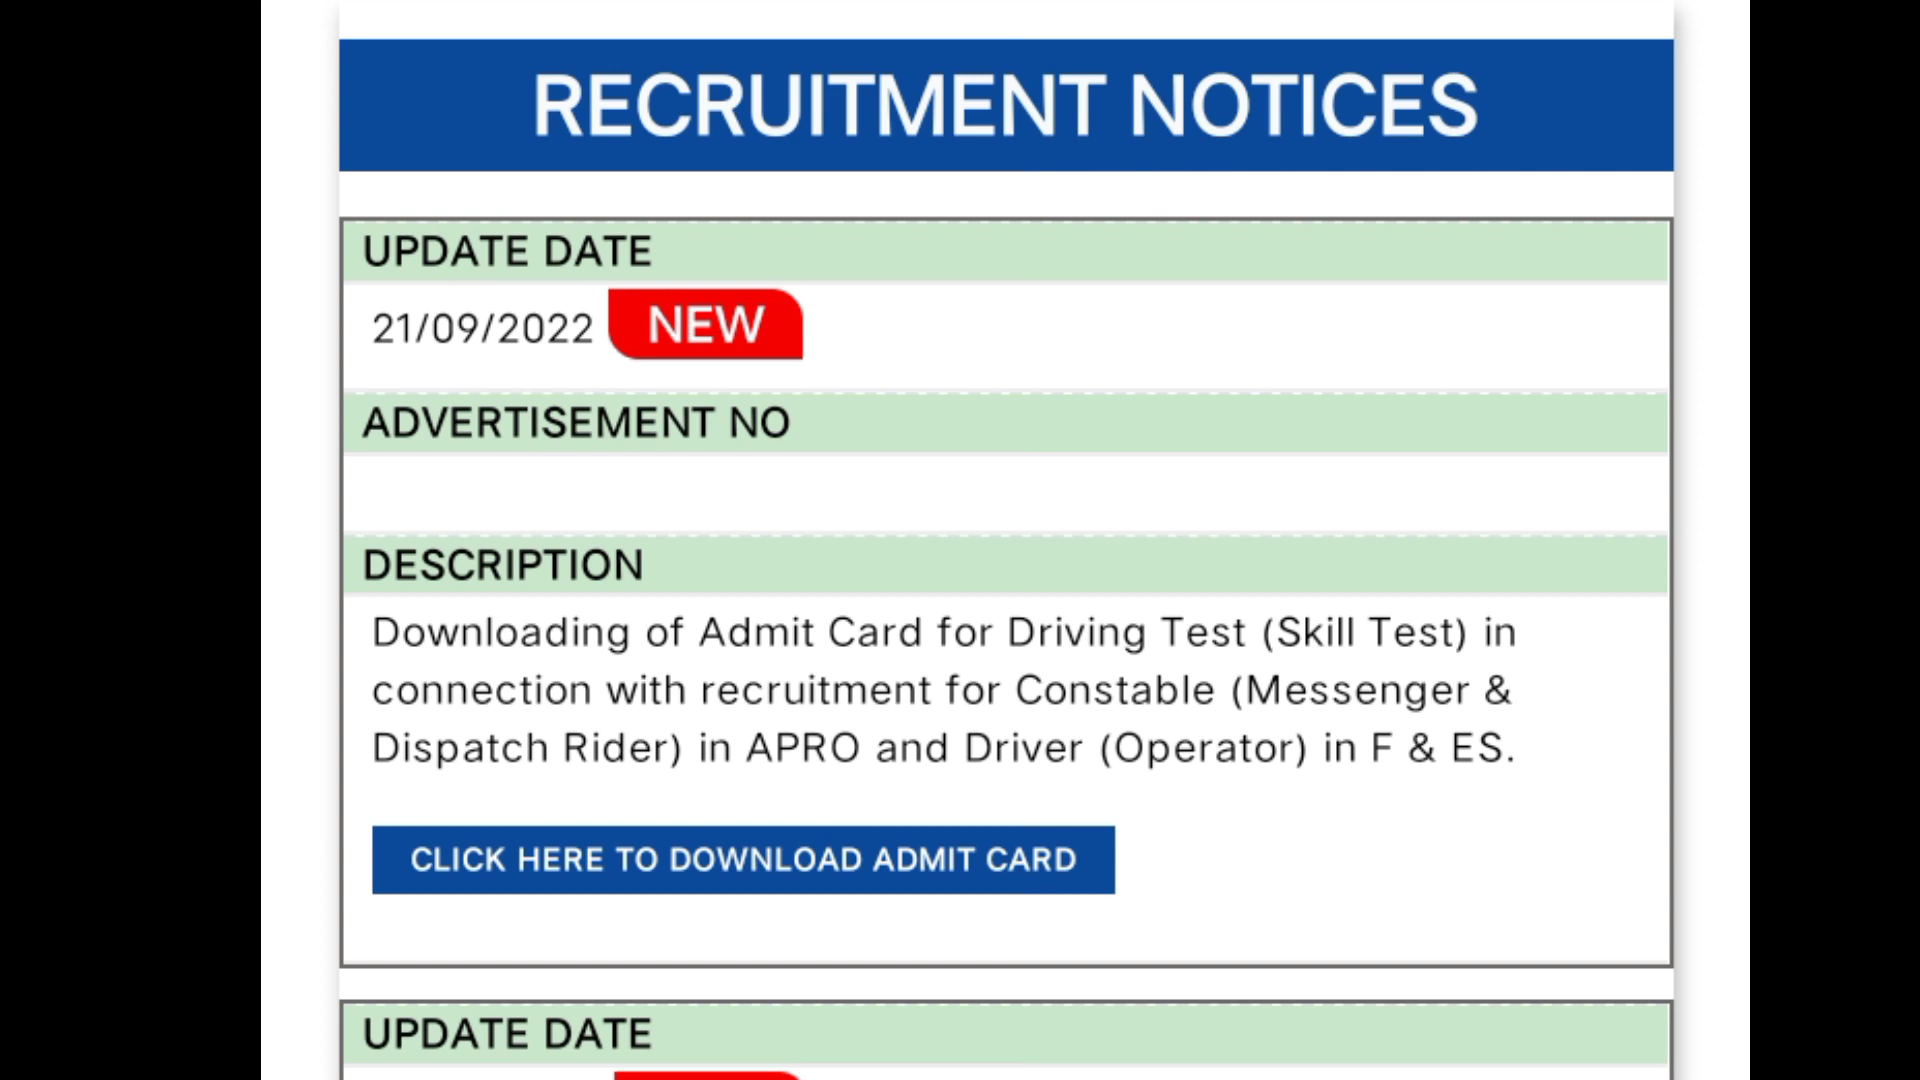 RECRUITMENT NOTICES
UPDATE DATE
21/09/2022 NEW
ADVERTISEMENT NO
DESCRIPTION
Downloading of Admit Card for Driving Test (Skill Test) in
connection with recruitment for Constable (Messenger &
Dispatch Rider) in APRO and Driver (Operator) in F & ES.
CLICK HERE TO DOWNLOAD ADMIT CARD
UPDATE DATE